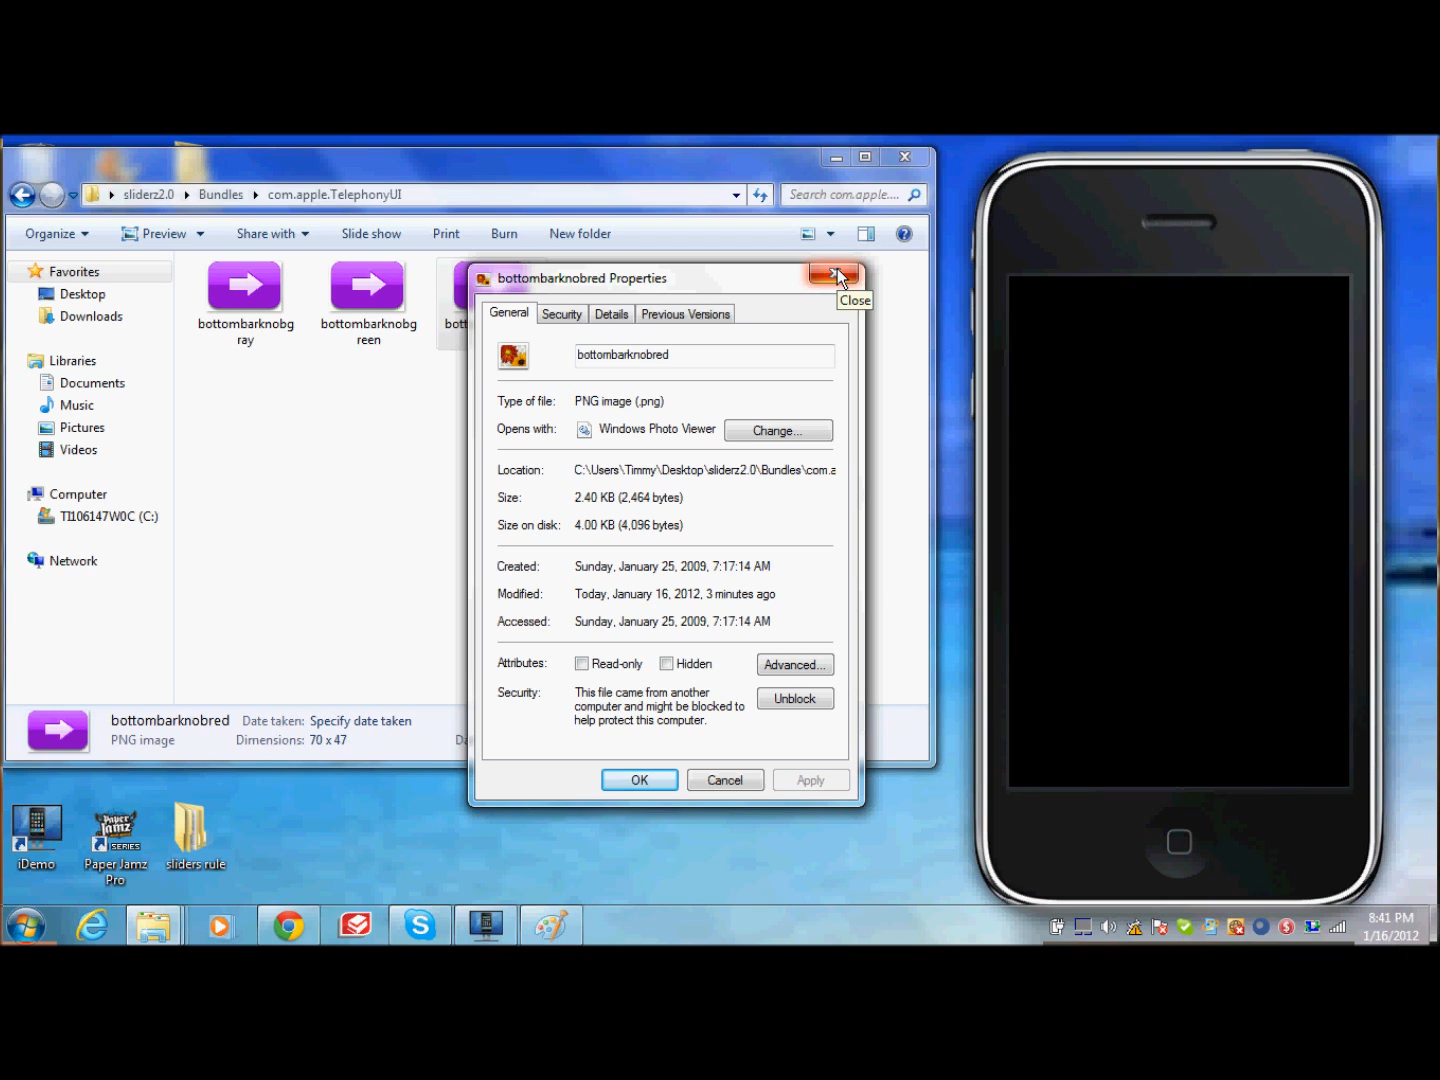 sliderz2.0 Bundles com.apple.TelephonyUI
Search com.apple....
Organize Preview Share with Slide show Print Burn New folder
Favorites
Desktop
Downloads
Libraries
Documents
Music
Pictures
Videos
Computer
TI106147W0C (C:)
Network
bottombarknobg
ray
bottombarknobg
reen
bott
bottombarknobred Properties
Close
General Security Details Previous Versions
bottombarknobred
Type of file: PNG image (.png)
Opens with: Windows Photo Viewer Change...
Location: C:\Users\Timmy\Desktop\sliderz2.0\Bundles\com.a
Size: 2.40 KB (2,464 bytes)
Size on disk: 4.00 KB (4,096 bytes)
Created: Sunday, January 25, 2009, 7:17:14 AM
Modified: Today, January 16, 2012, 3 minutes ago
Accessed: Sunday, January 25, 2009, 7:17:14 AM
Attributes: Read-only Hidden Advanced...
Security: This file came from another
computer and might be blocked to
help protect this computer.
Unblock
OK Cancel Apply
bottombarknobred Date taken: Specify date taken
PNG image Dimensions: 70 x 47 Da
Paper Jamz
SERIES
iDemo
Paper Jamz
Pro
sliders rule
8:41 PM
1/16/2012